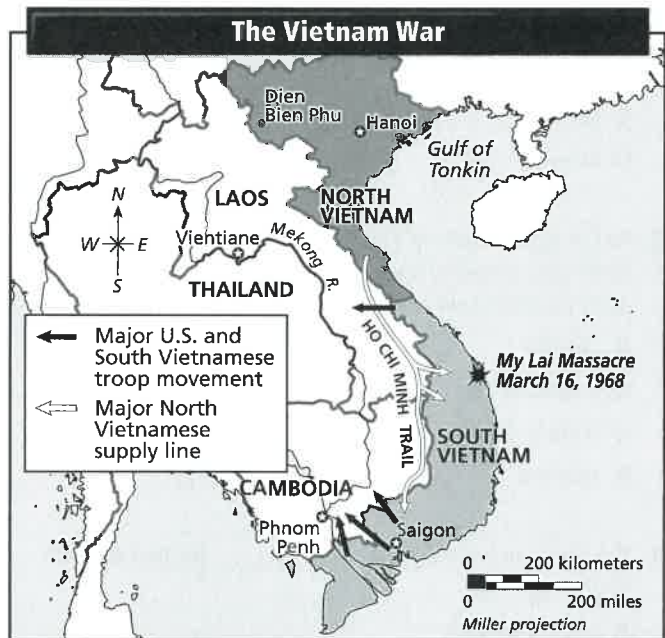 The Vietnam War
Dien
Bien Phu
Hanoi
Gulf of
Tonkin
LAOS
NORTH
VIETNAM
N
W E
S
Vientiane
Mekong R.
THAILAND
Major U.S. and
South Vietnamese
troop movement
Major North
Vietnamese
supply line
HO CHI MINH TRAIL
My Lai Massacre
March 16, 1968
SOUTH
VIETNAM
CAMBODIA
Phnom
Penh
Saigon
0 200 kilometers
0 200 miles
Miller projection